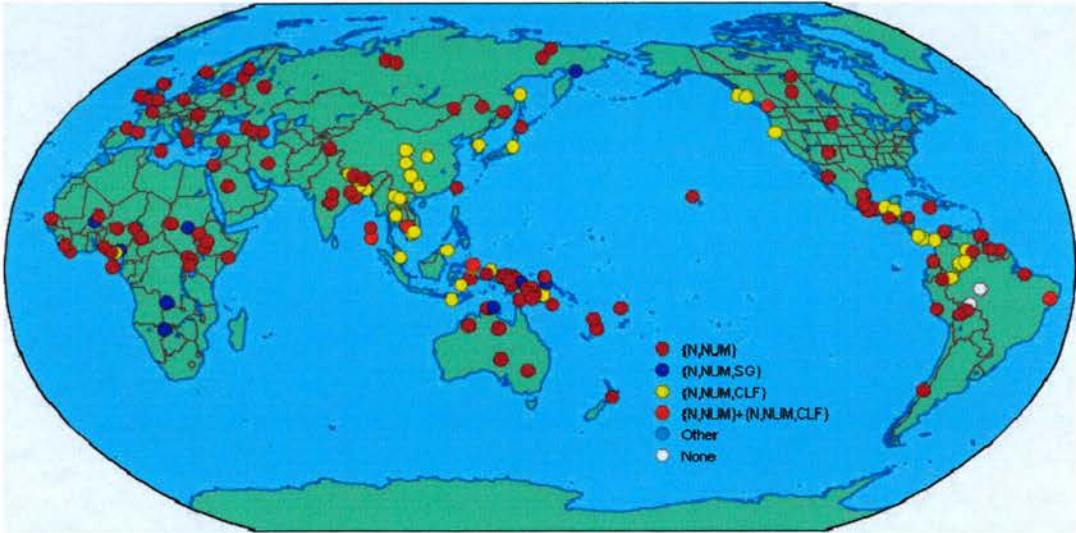 {N,NUM}
{N,NUM,SG}
{N,NUM,CLF}
{N,NUM}+{N,NUM,CLF}
Other
None